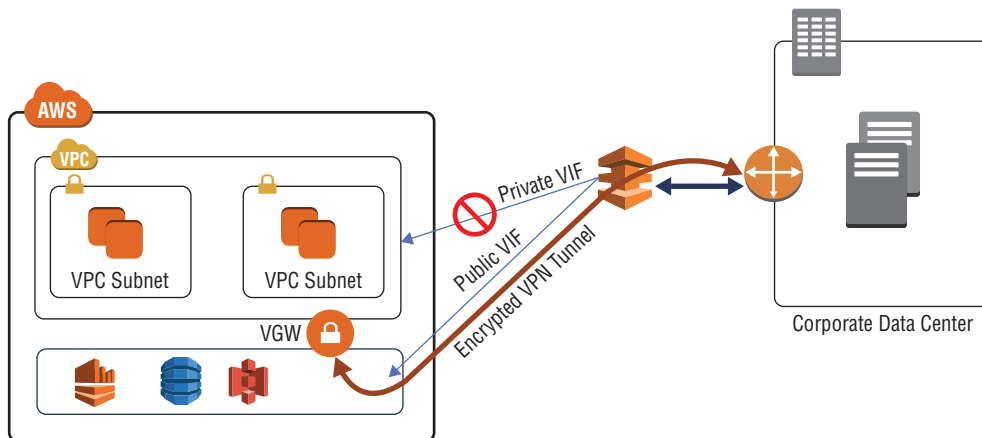 AWS
VPC
VPC Subnet
VPC Subnet
VGW
Private VIF
Public VIF
Encrypted VPN Tunnel
Corporate Data Center